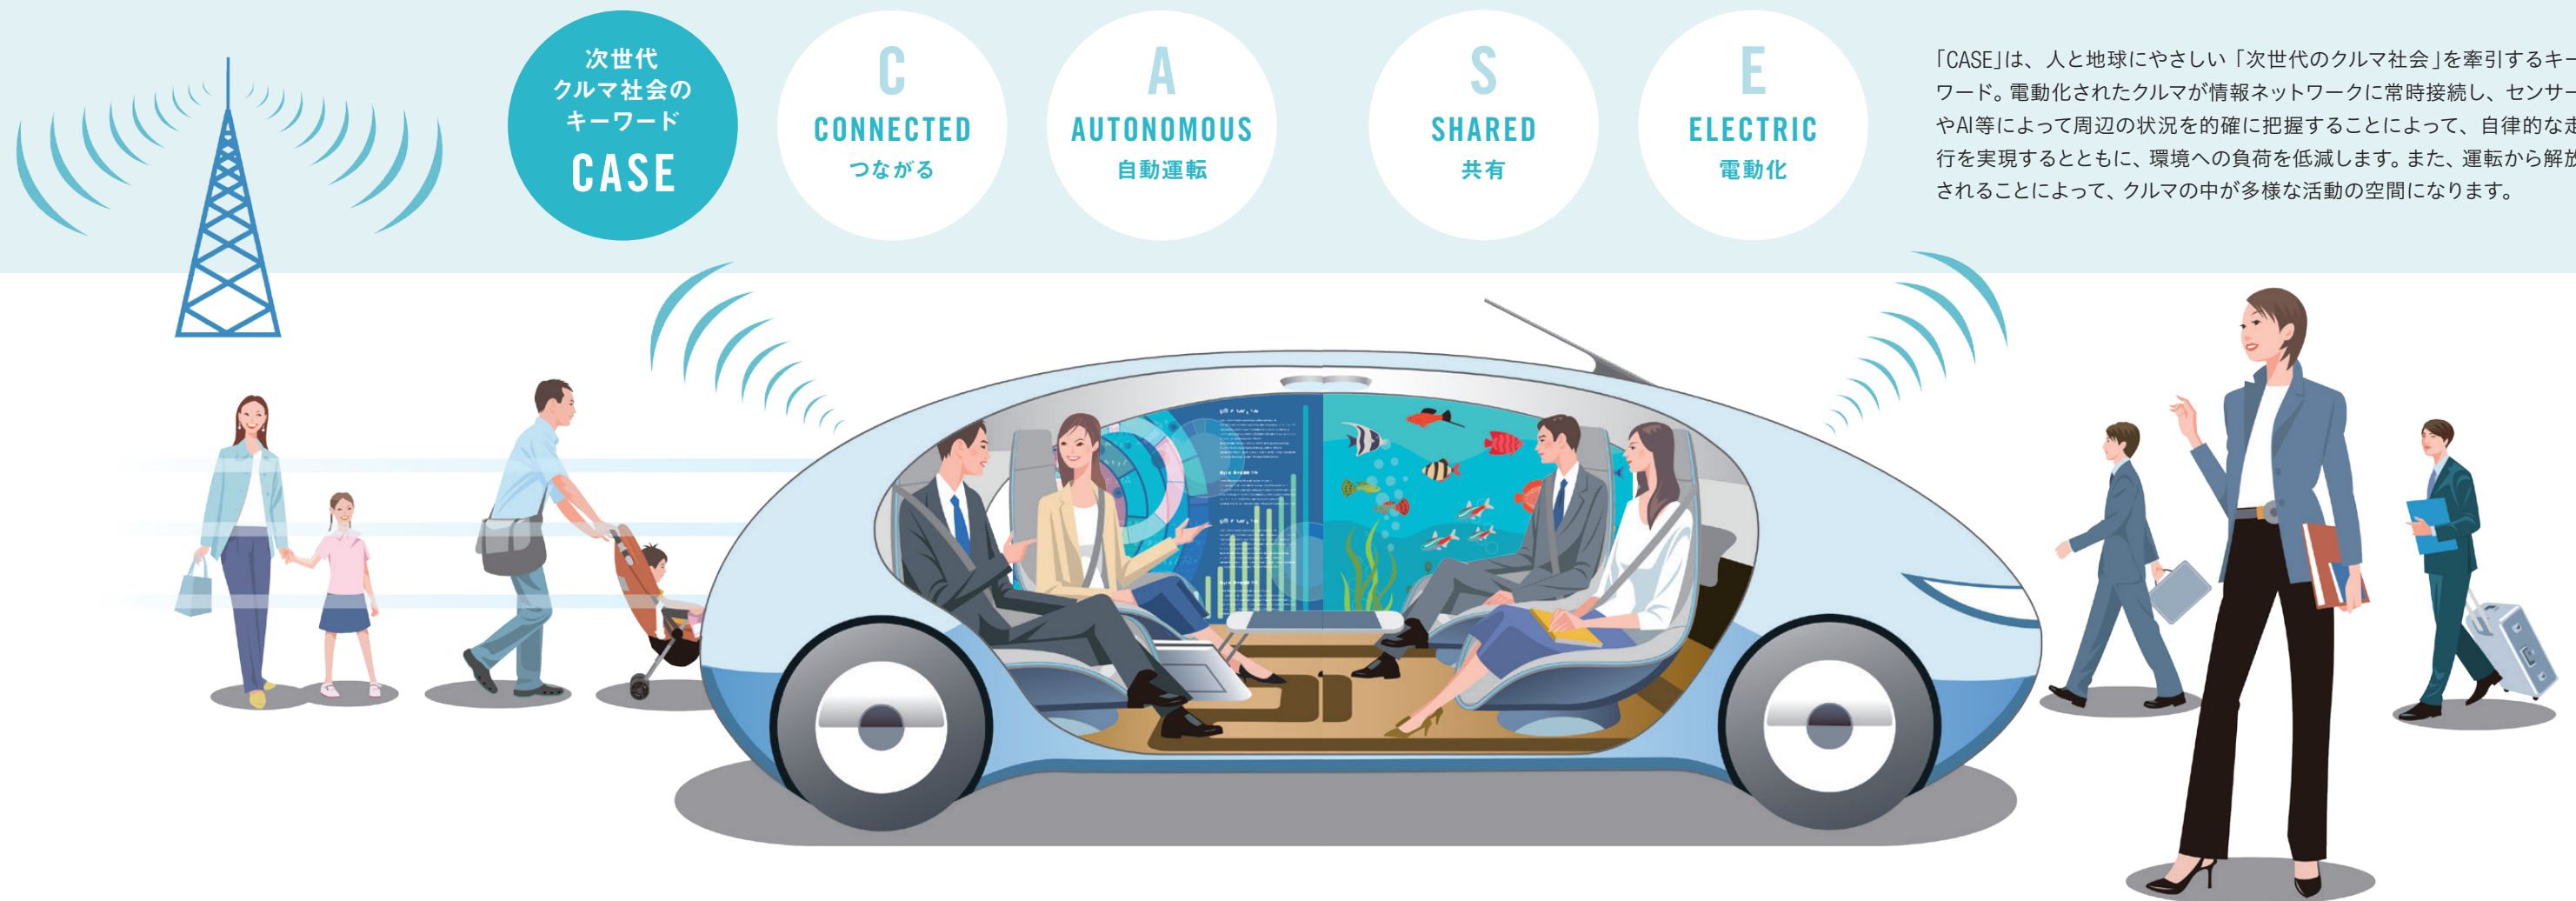 次世代
クルマ社会の
キーワード
CASE
C
CONNECTED
つながる
A
AUTONOMOUS
自動運転
S
SHARED
共有
E
ELECTRIC
電動化
「CASE」は、人と地球にやさしい「次世代のクルマ社会」を牽引するキー
ワード。電動化されたクルマが情報ネットワークに常時接続し、センサー
やAI等によって周辺の状況を的確に把握することによって、自律的な走
行を実現するとともに、環境への負荷を低減します。また、運転から解放
されることによって、クルマの中が多様な活動の空間になります。